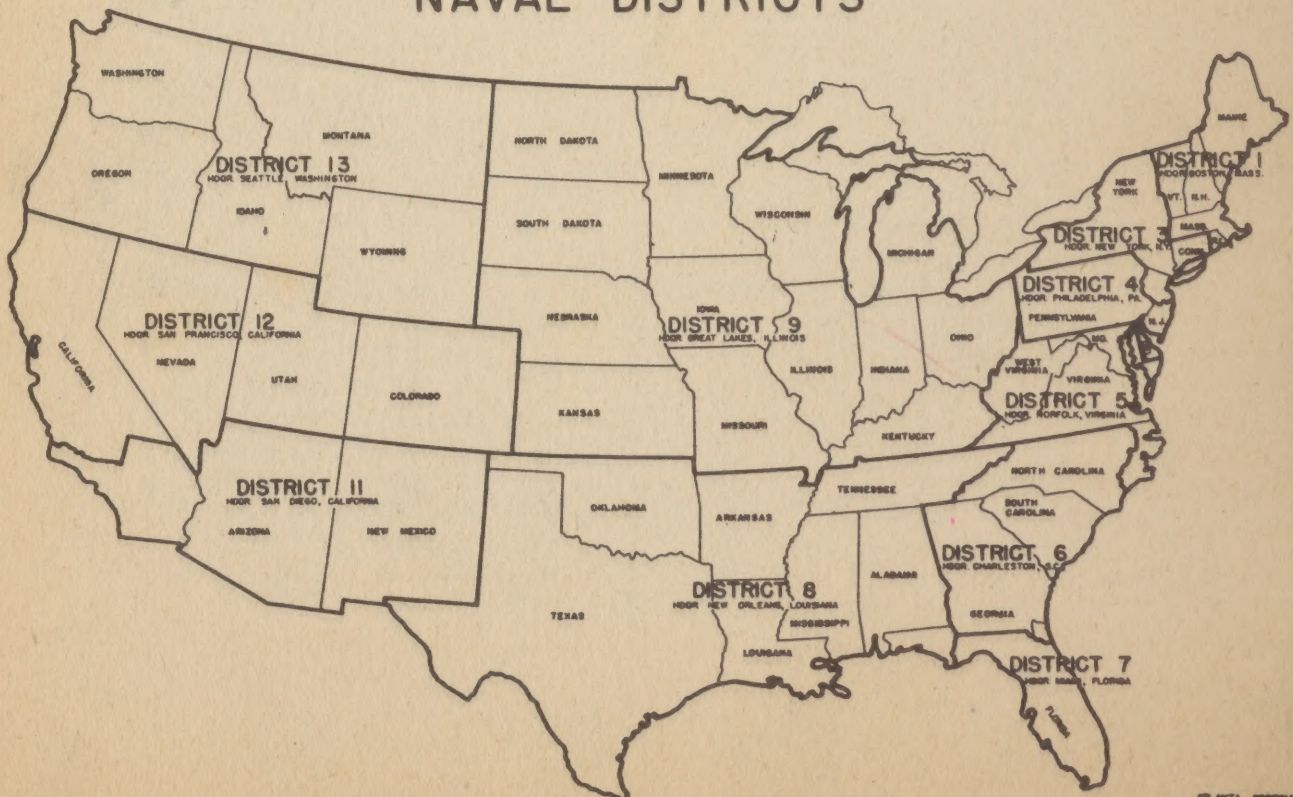 NAVAL DISTRICTS
WASHINGTON
MONTANA
NORTH DAKOTA
MINNESOTA
MAINE
DISTRICT 13
HDQR. SEATTLE, WASHINGTON
OREGON
IDAHO
DISTRICT 1
HDQR. BOSTON, MASS.
NEW YORK
VT.
N.H.
MASS.
CONN.
SOUTH DAKOTA
WISCONSIN
WYOMING
MICHIGAN
DISTRICT 3
HDQR. NEW YORK, N.Y.
DISTRICT 4
HDQR. PHILADELPHIA, PA.
PENNSYLVANIA
N.J.
NEBRASKA
IOWA
DISTRICT 9
HDQR. GREAT LAKES, ILLINOIS
DISTRICT 12
HDQR. SAN FRANCISCO, CALIFORNIA
NEVADA
CALIFORNIA
UTAH
COLORADO
KANSAS
MISSOURI
ILLINOIS
INDIANA
OHIO
WEST VIRGINIA
MD.
VIRGINIA
DISTRICT 5
HDQR. NORFOLK, VIRGINIA
KENTUCKY
DISTRICT 11
HDQR. SAN DIEGO, CALIFORNIA
ARIZONA
NEW MEXICO
OKLAHOMA
ARKANSAS
TENNESSEE
NORTH CAROLINA
SOUTH CAROLINA
DISTRICT 6
HDQR. CHARLESTON, S.C.
GEORGIA
ALABAMA
DISTRICT 8
HDQR. NEW ORLEANS, LOUISIANA
MISSISSIPPI
TEXAS
LOUISIANA
DISTRICT 7
HDQR. MIAMI, FLORIDA
FLORIDA